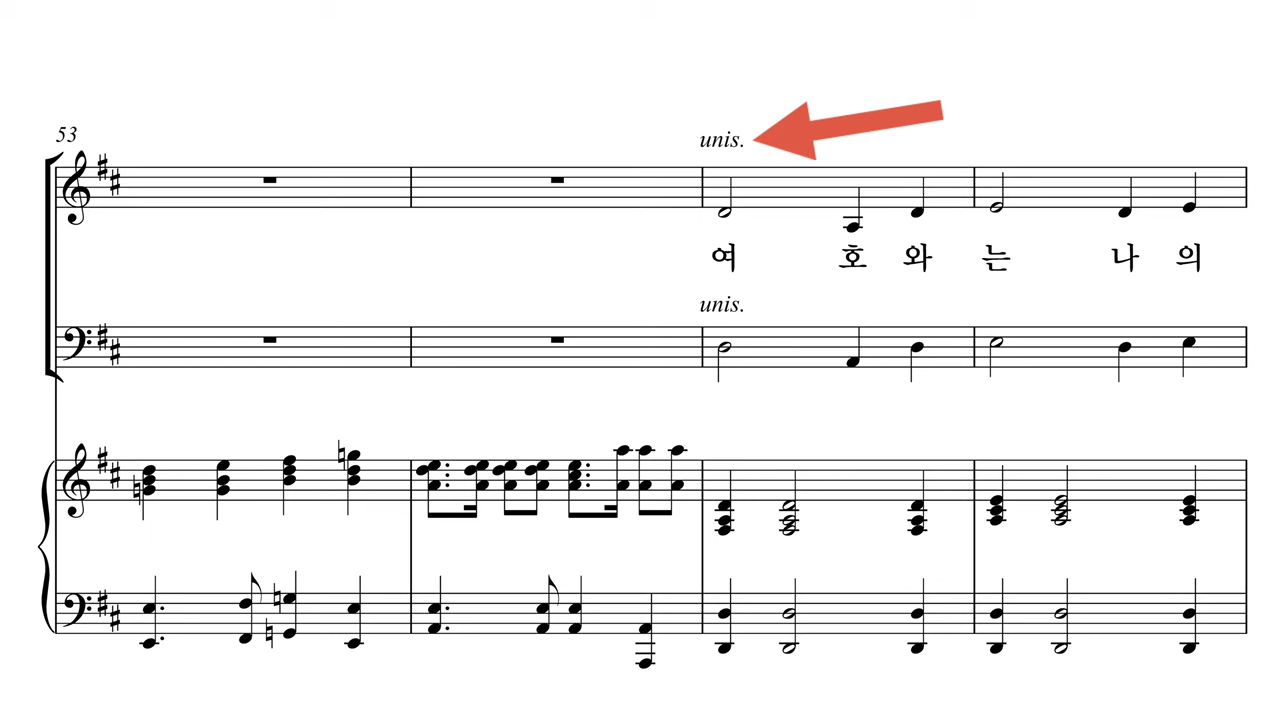 53
unis.
여 호 와 는 나 의
unis.